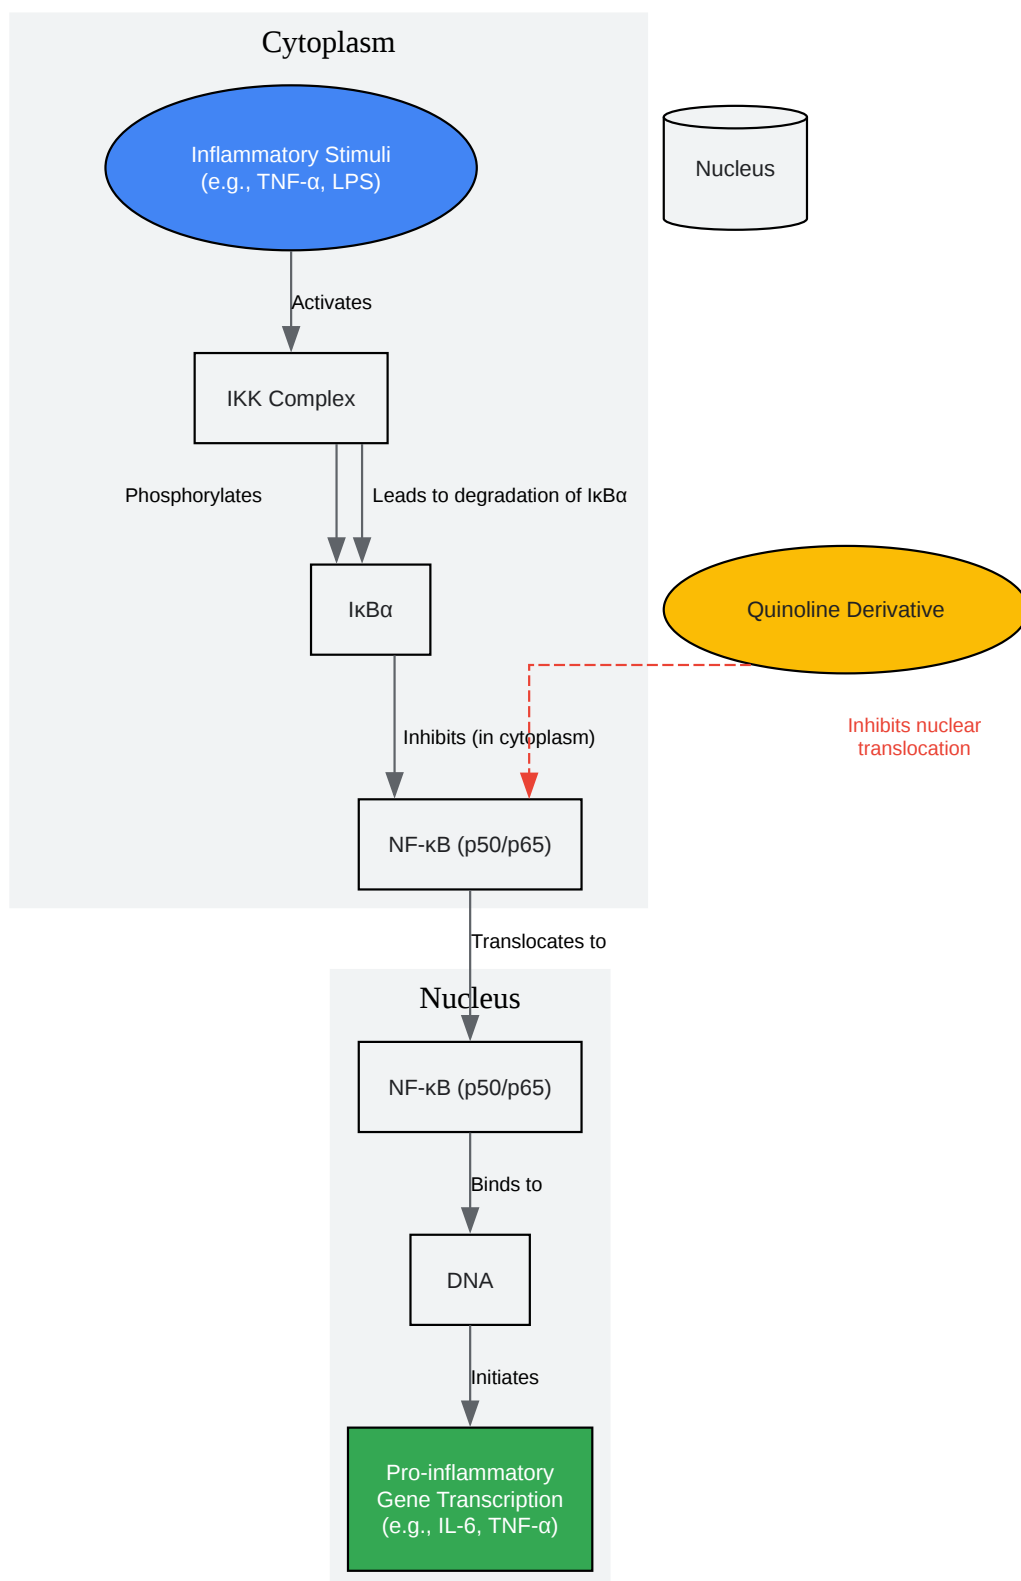 Cytoplasm
Inflammatory Stimuli
(e.g., TNF-α, LPS)
Nucleus
Activates
IKK Complex
Phosphorylates
Leads to degradation of IκBα
IκBα
Quinoline Derivative
Inhibits (in cytoplasm)
Inhibits nuclear
translocation
NF-κB (p50/p65)
Translocates to
Nucleus
NF-κB (p50/p65)
Binds to
DNA
Initiates
Pro-inflammatory
Gene Transcription
(e.g., IL-6, TNF-α)